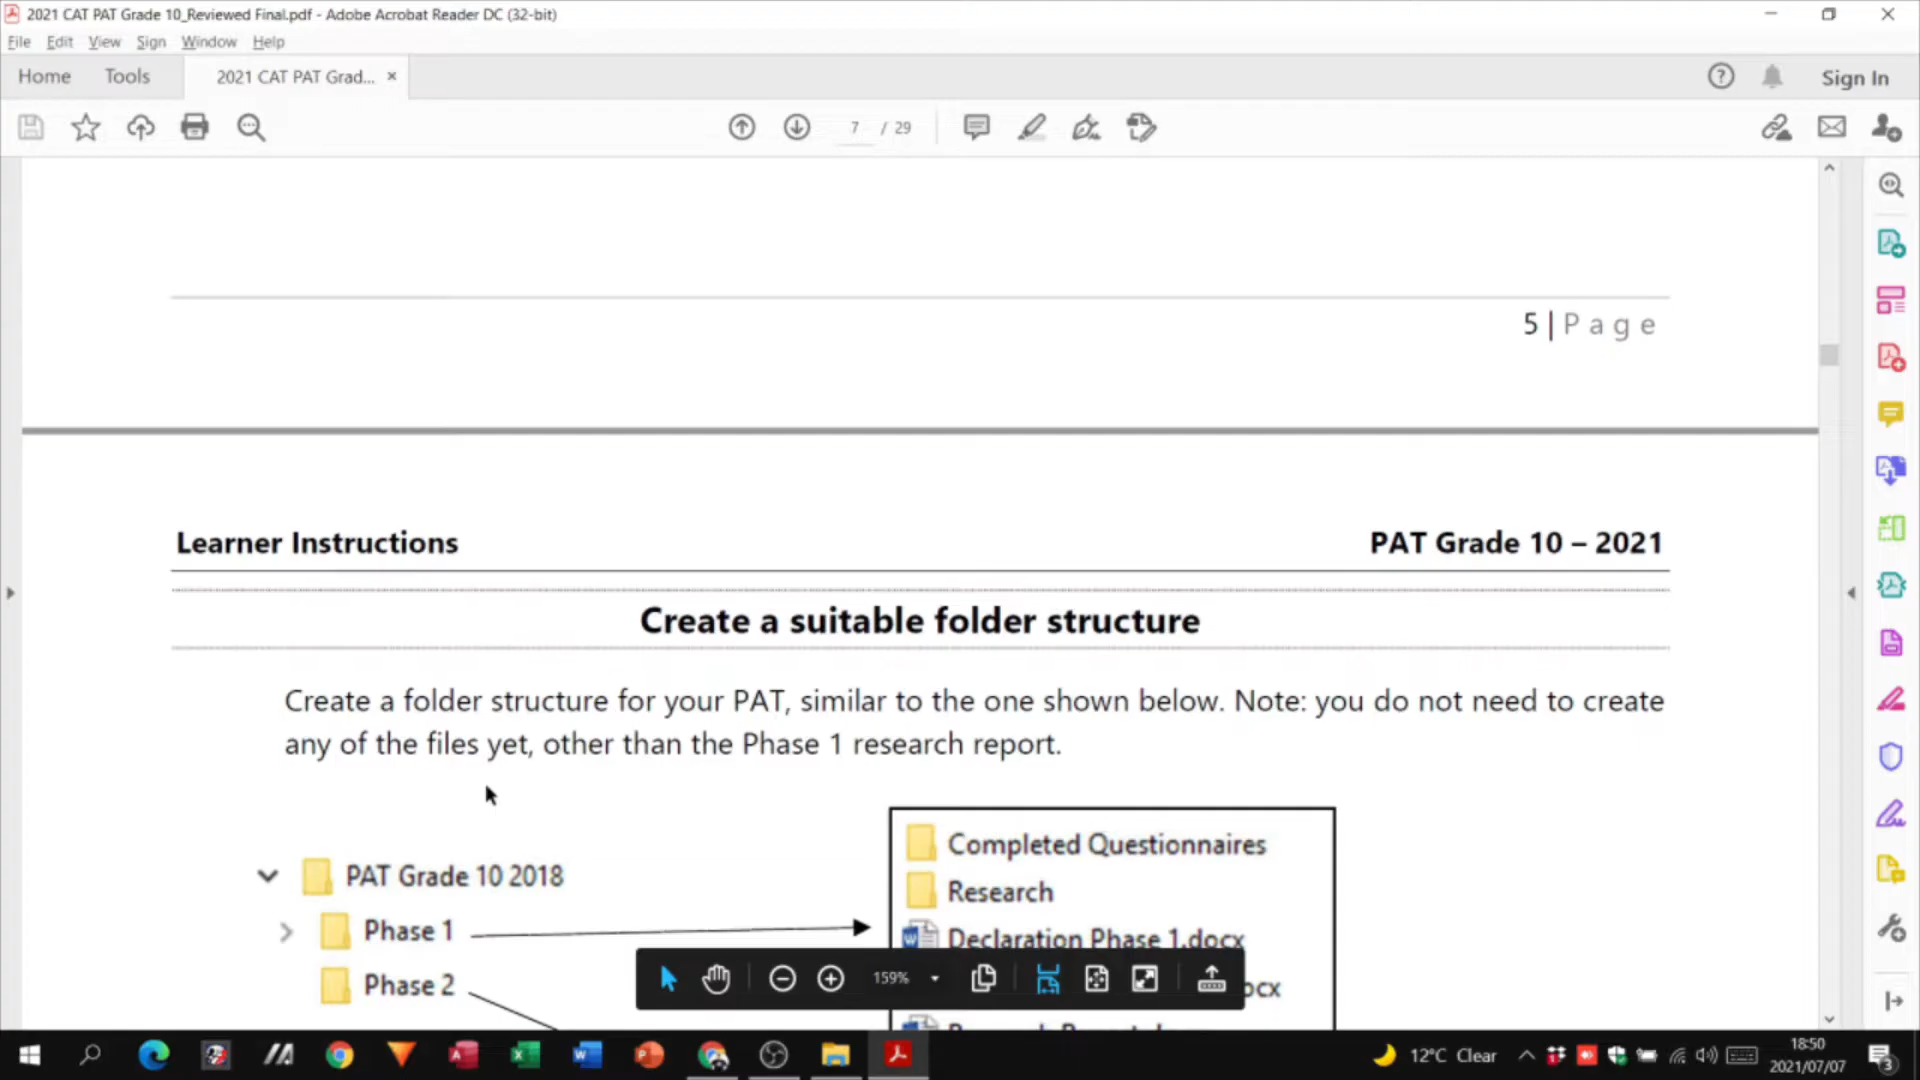 2021 CAT PAT Grade 10_Reviewed Final.pdf - Adobe Acrobat Reader DC (32-bit)
File Edit View Sign Window Help
Home Tools 2021 CAT PAT Grad... Sign In
7 / 29
5 | P a g e
Learner Instructions PAT Grade 10 – 2021
Create a suitable folder structure
Create a folder structure for your PAT, similar to the one shown below. Note: you do not need to create
any of the files yet, other than the Phase 1 research report.
Completed Questionnaires
PAT Grade 10 2018
Research
Phase 1
Declaration Phase 1.docx
Phase 2
159%
ocx
12°C Clear
18:50
2021/07/07
3